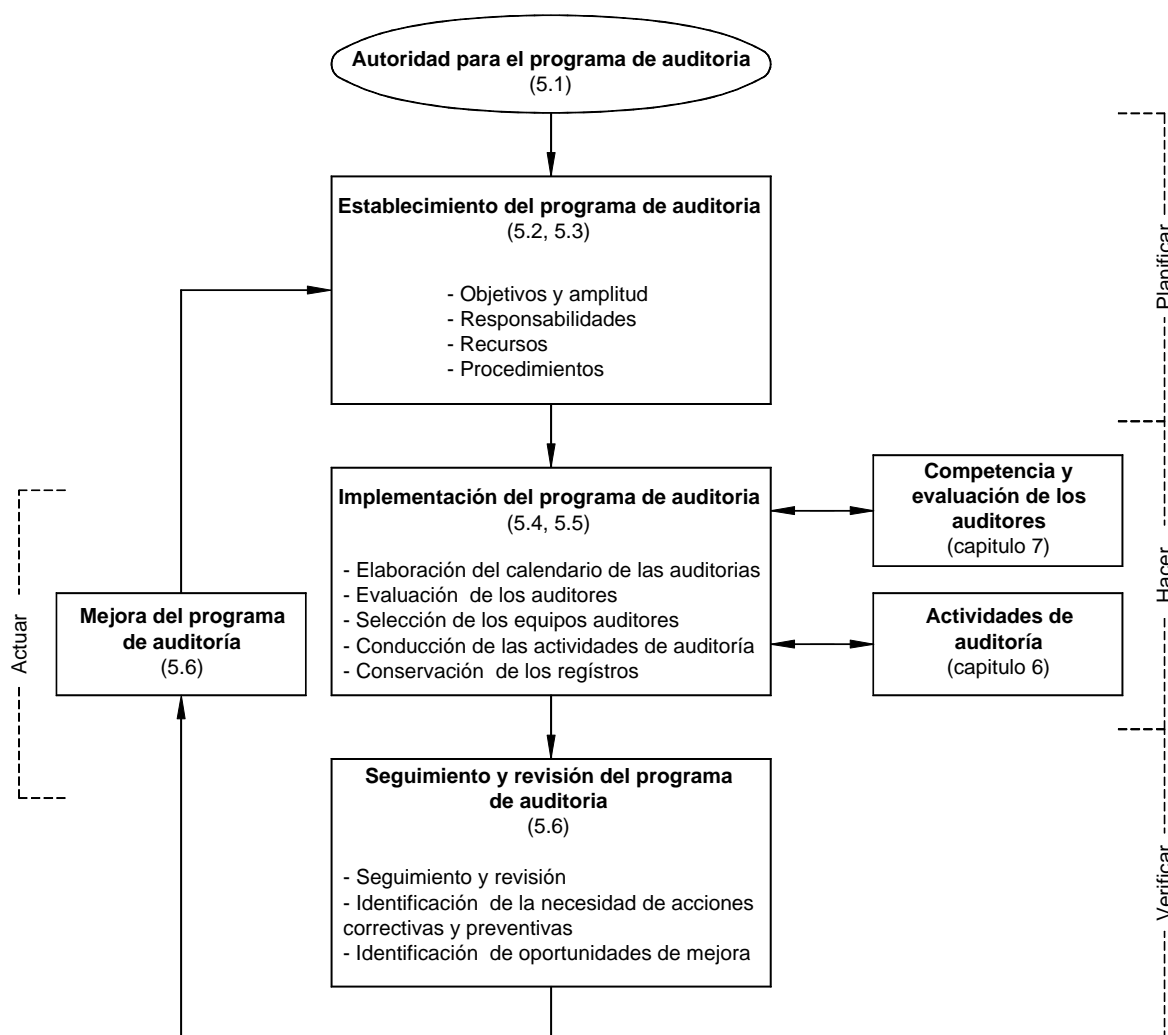 Autoridad para el programa de auditoria
(5.1)
Establecimiento del programa de auditoria
(5.2, 5.3)
- Objetivos y amplitud
- Responsabilidades
- Recursos
- Procedimientos
Planificar
Implementación del programa de auditoria
(5.4, 5.5)
- Elaboración del calendario de las auditorias
- Evaluación de los auditores
- Selección de los equipos auditores
- Conducción de las actividades de auditoría
- Conservación de los regístros
Competencia y
evaluación de los
auditores
(capitulo 7)
Actividades de
auditoría
(capitulo 6)
Hacer
Actuar
Mejora del programa
de auditoría
(5.6)
Seguimiento y revisión del programa
de auditoria
(5.6)
- Seguimiento y revisión
- Identificación de la necesidad de acciones
correctivas y preventivas
- Identificación de oportunidades de mejora
Verificar